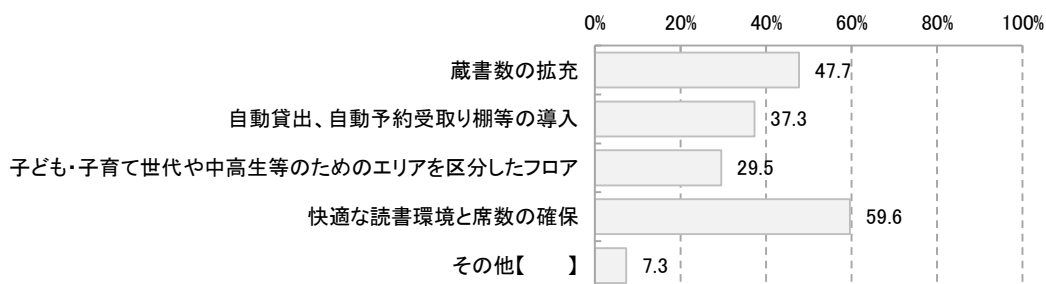 0% 20% 40% 60% 80% 100%
蔵書数の拡充 47.7
自動貸出、自動予約受取り棚等の導入 37.3
子ども・子育て世代や中高生等のためのエリアを区分したフロア 29.5
快適な読書環境と席数の確保 59.6
その他【　　】 7.3